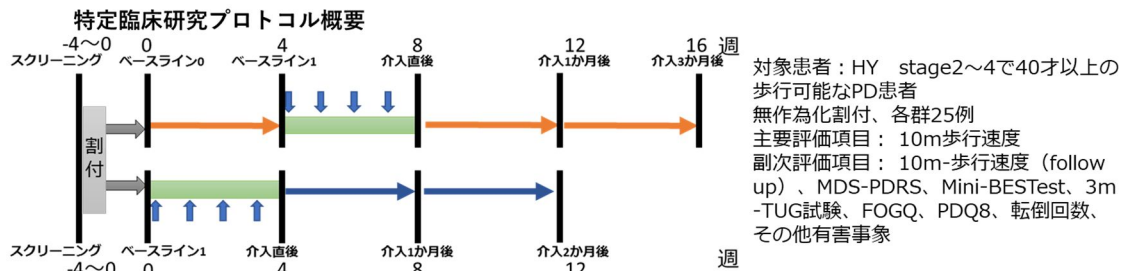 特定臨床研究プロトコル概要
-4～0 0 4 8 12 16 週
スクリーニング ベースライン0 ベースライン1 介入直後 介入1か月後 介入3か月後
割付
スクリーニング ベースライン1 介入直後 介入1か月後 介入2か月後
-4～0 0 4 8 12 週
対象患者：HY stage2～4で40才以上の
歩行可能なPD患者
無作為化割付、各群25例
主要評価項目： 10m歩行速度
副次評価項目： 10m-歩行速度（follow
up）、MDS-PDRS、Mini-BESTest、3m
-TUG試験、FOGQ、PDQ8、転倒回数、
その他有害事象